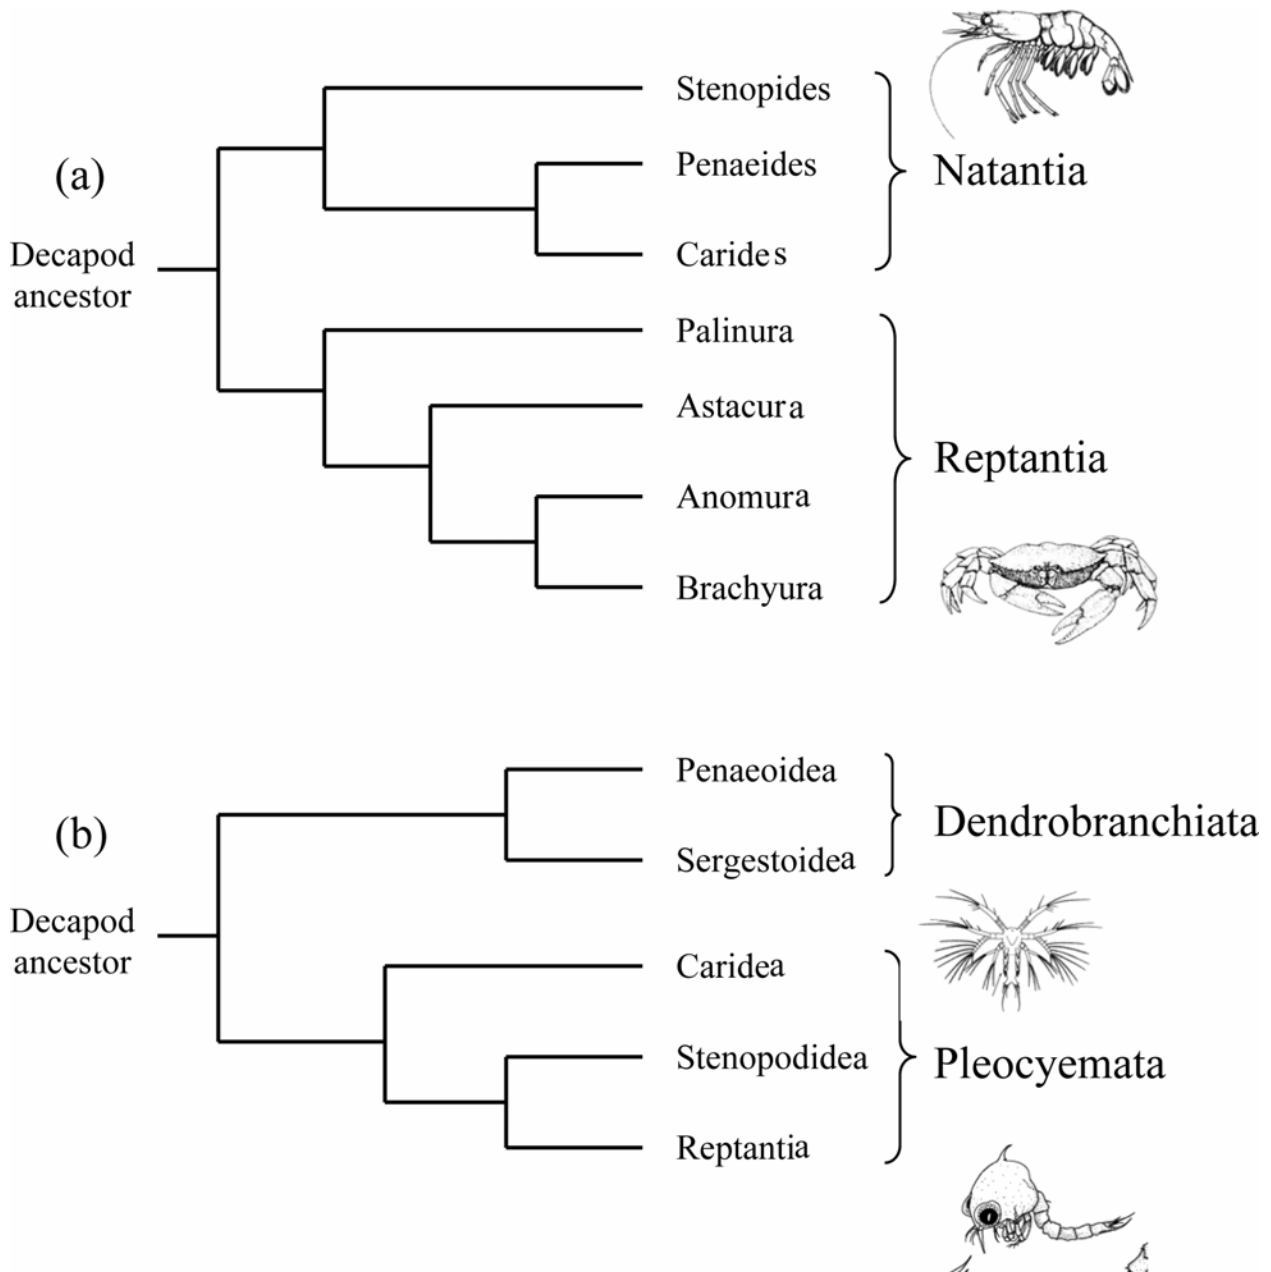 (a)
Decapod
ancestor
Stenopides
Penaeides
Carides
Natantia
Palinura
Astacura
Anomura
Brachyura
Reptantia
(b)
Decapod
ancestor
Penaeoidea
Sergestoidea
Dendrobranchiata
Caridea
Stenopodidea
Reptantia
Pleocyemata